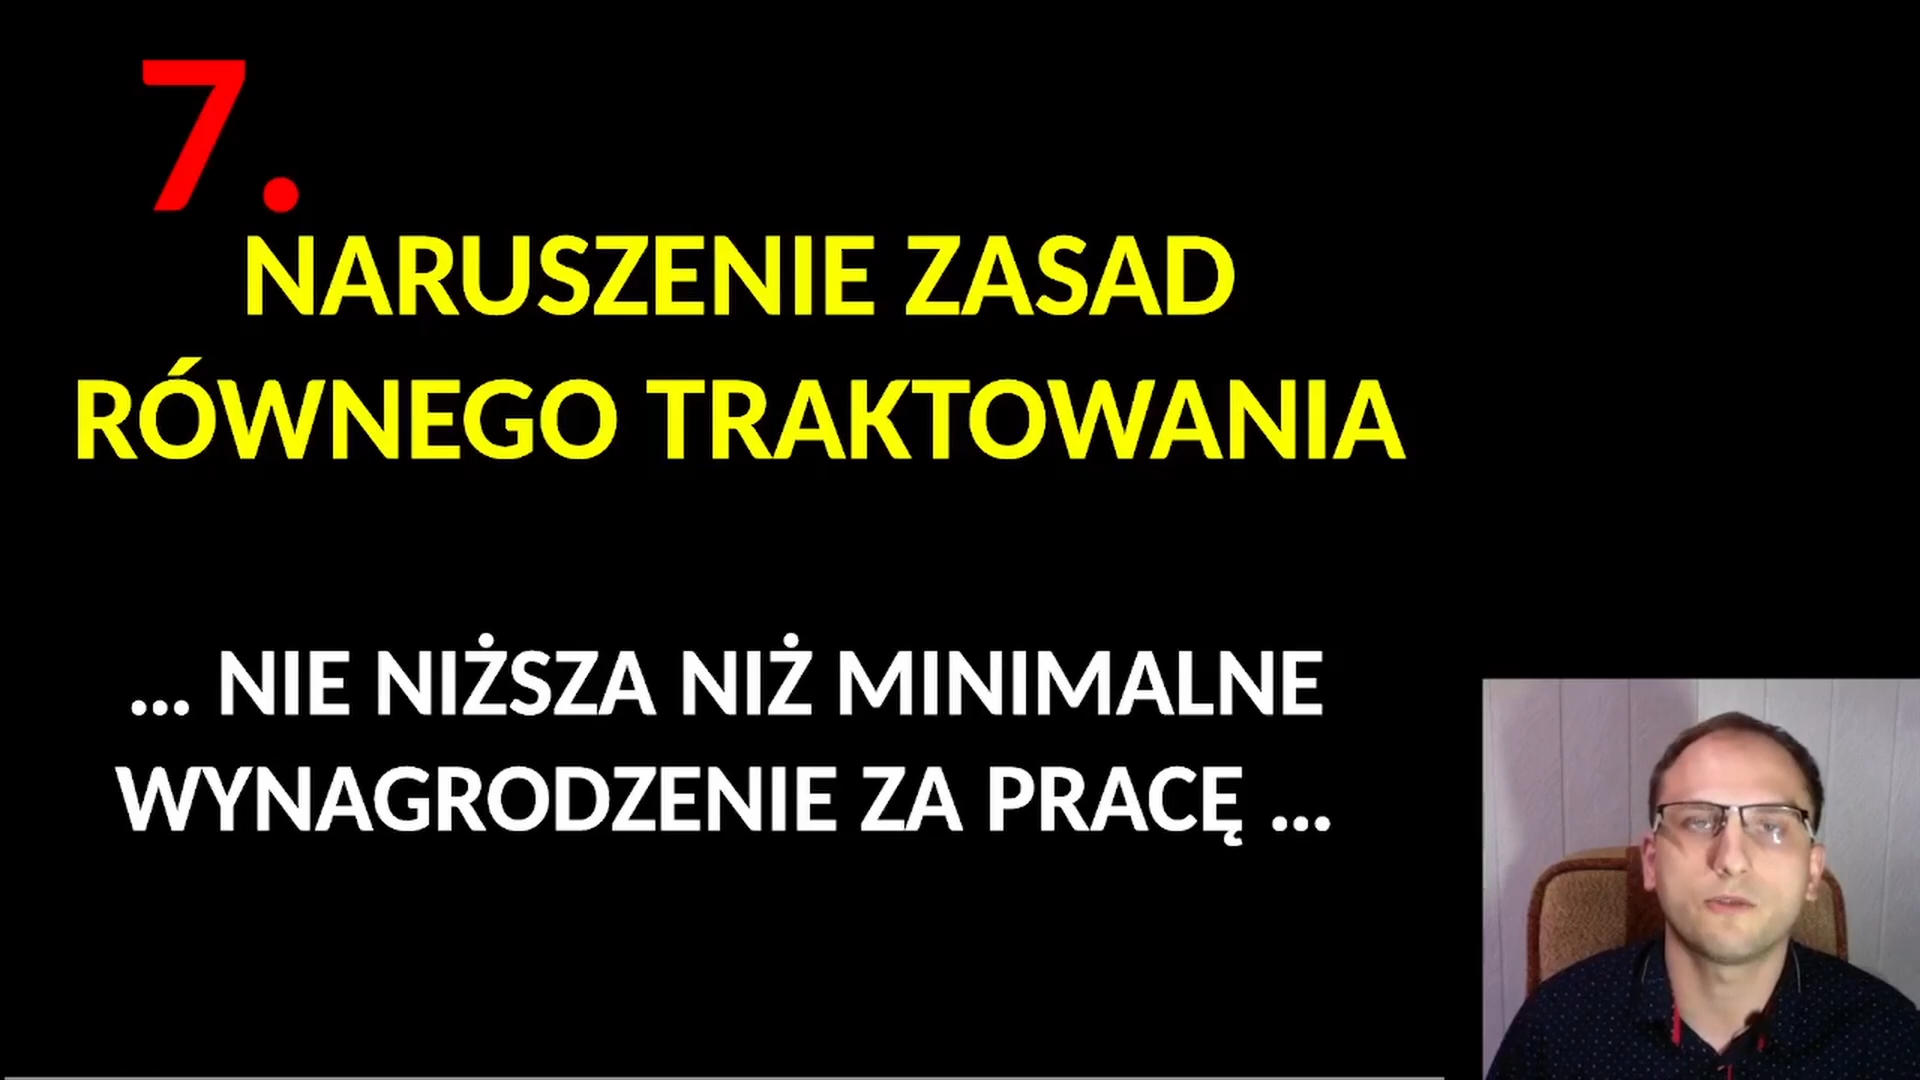 7.
NARUSZENIE ZASAD
RÓWNEGO TRAKTOWANIA
... NIE NIŻSZA NIŻ MINIMALNE
WYNAGRODZENIE ZA PRACĘ ...